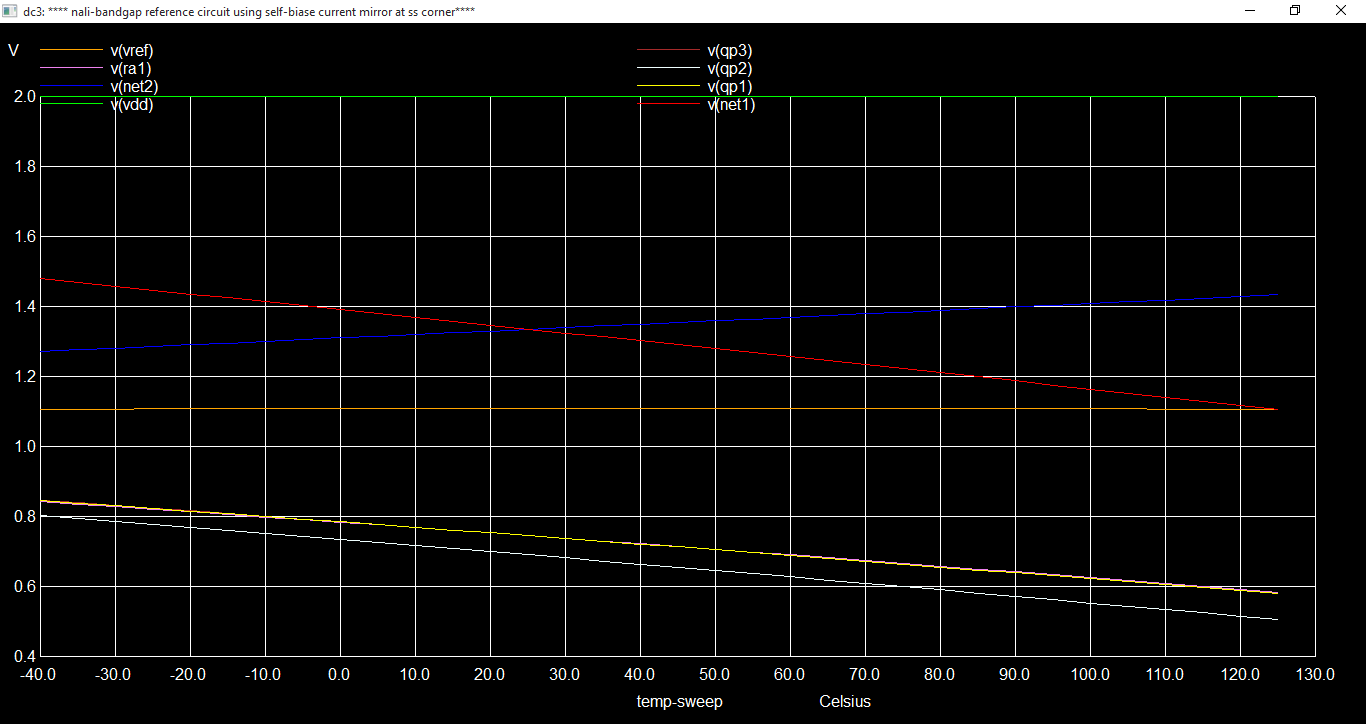 dc3: **** nali-bandgap reference circuit using self-biase current mirror at ss corner****
V
v(vref)
v(qp3)
v(ra1)
v(qp2)
v(net2)
v(qp1)
v(vdd)
v(net1)
2.0
1.8
1.6
1.4
1.2
1.0
0.8
0.6
0.4
-40.0 -30.0 -20.0 -10.0 0.0 10.0 20.0 30.0 40.0 50.0 60.0 70.0 80.0 90.0 100.0 110.0 120.0 130.0
temp-sweep Celsius